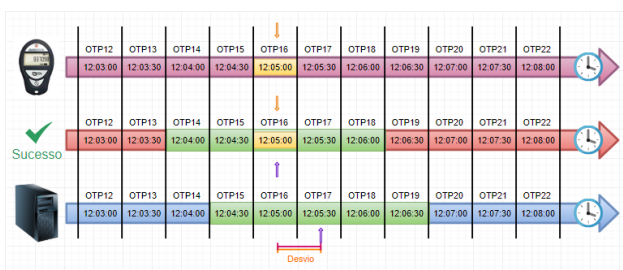 OTP12 OTP13 OTP14 OTP15 OTP16 OTP17 OTP18 OTP19 OTP20 OTP21 OTP22
12:03:00 12:03:30 12:04:00 12:04:30 12:05:00 12:05:30 12:06:00 12:06:30 12:07:00 12:07:30 12:08:00
OTP12 OTP13 OTP14 OTP15 OTP16 OTP17 OTP18 OTP19 OTP20 OTP21 OTP22
12:03:00 12:03:30 12:04:00 12:04:30 12:05:00 12:05:30 12:06:00 12:06:30 12:07:00 12:07:30 12:08:00
Sucesso
OTP12 OTP13 OTP14 OTP15 OTP16 OTP17 OTP18 OTP19 OTP20 OTP21 OTP22
12:03:00 12:03:30 12:04:00 12:04:30 12:05:00 12:05:30 12:06:00 12:06:30 12:07:00 12:07:30 12:08:00
Desvio